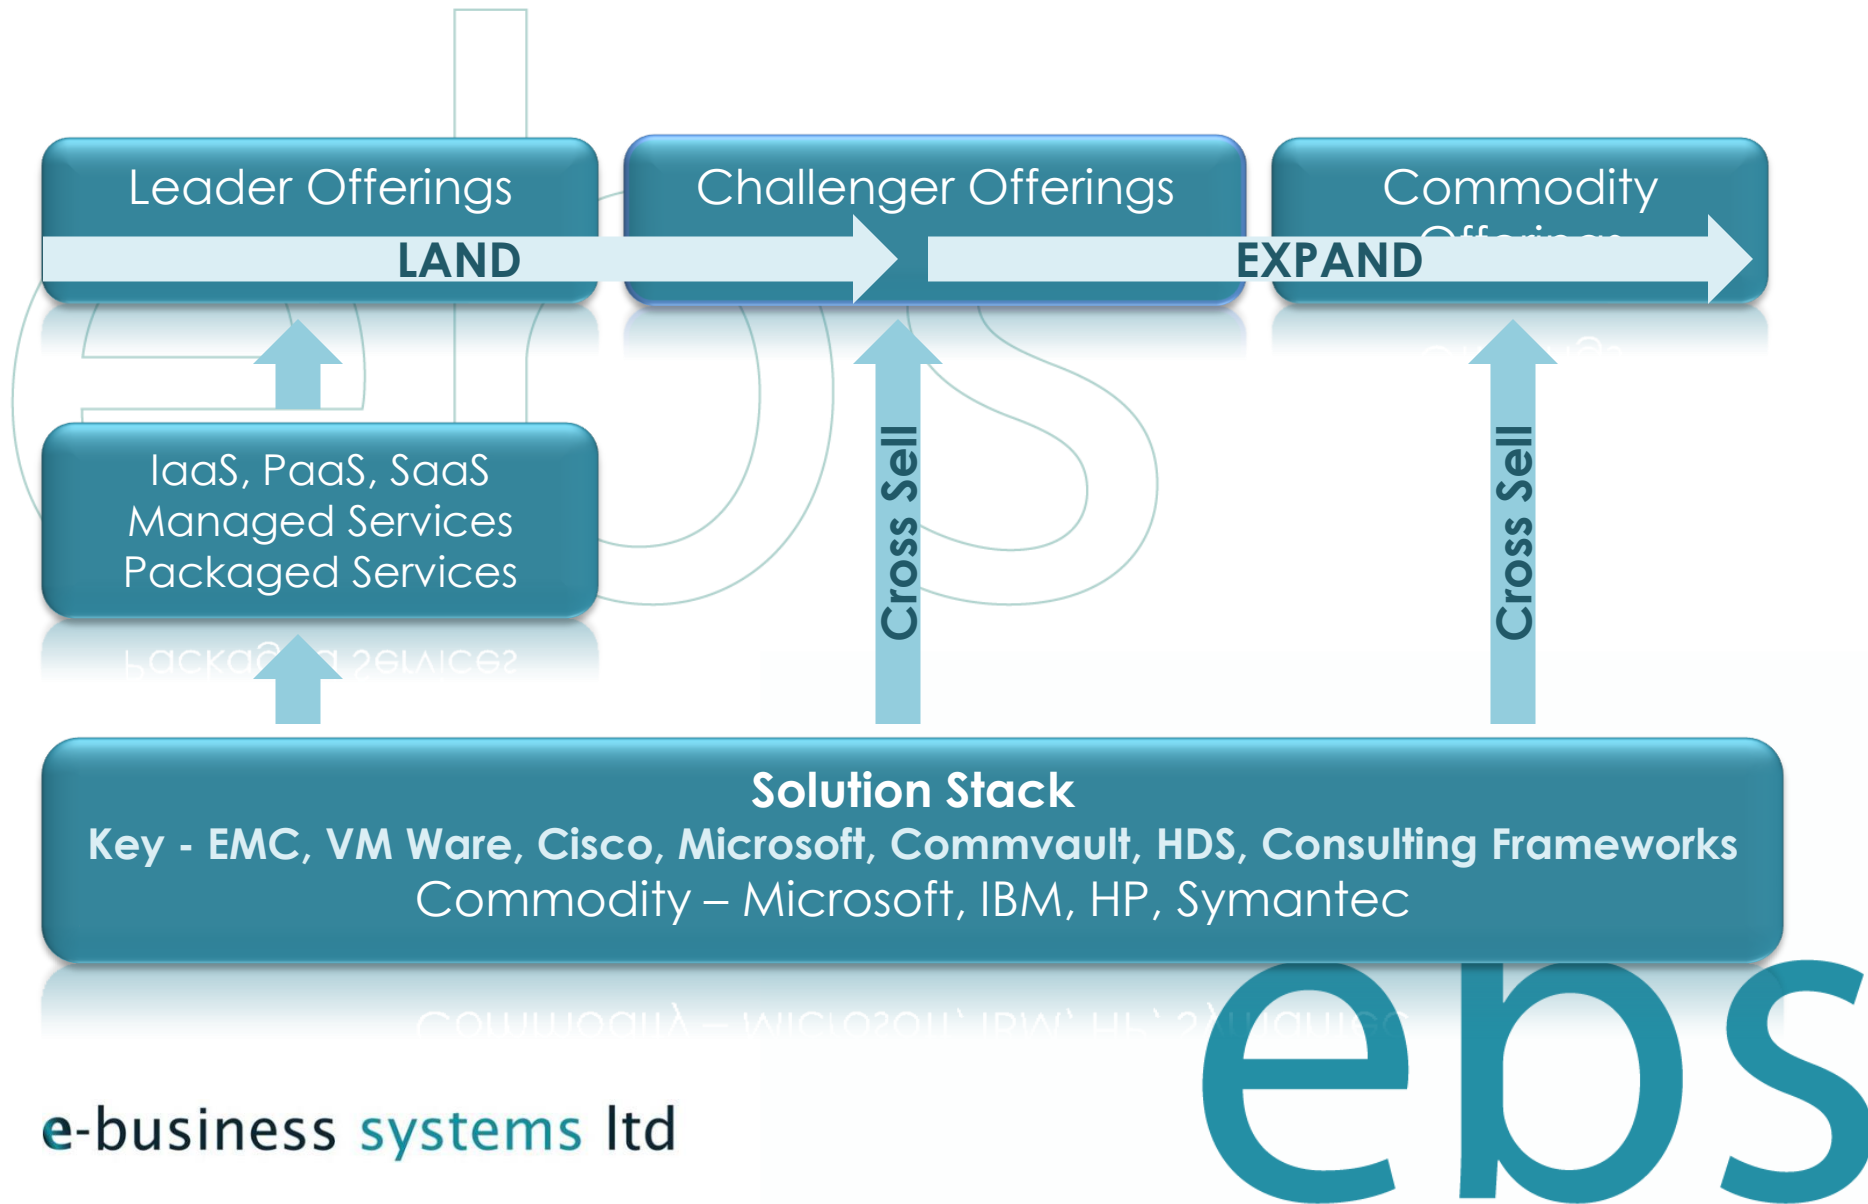 Leader Offerings
Challenger Offerings
Commodity
Offerings
LAND
EXPAND
IaaS, PaaS, SaaS
Managed Services
Packaged Services
Cross Sell
Cross Sell
Solution Stack
Key - EMC, VM Ware, Cisco, Microsoft, Commvault, HDS, Consulting Frameworks
Commodity – Microsoft, IBM, HP, Symantec
e-business systems ltd
ebs
ebs